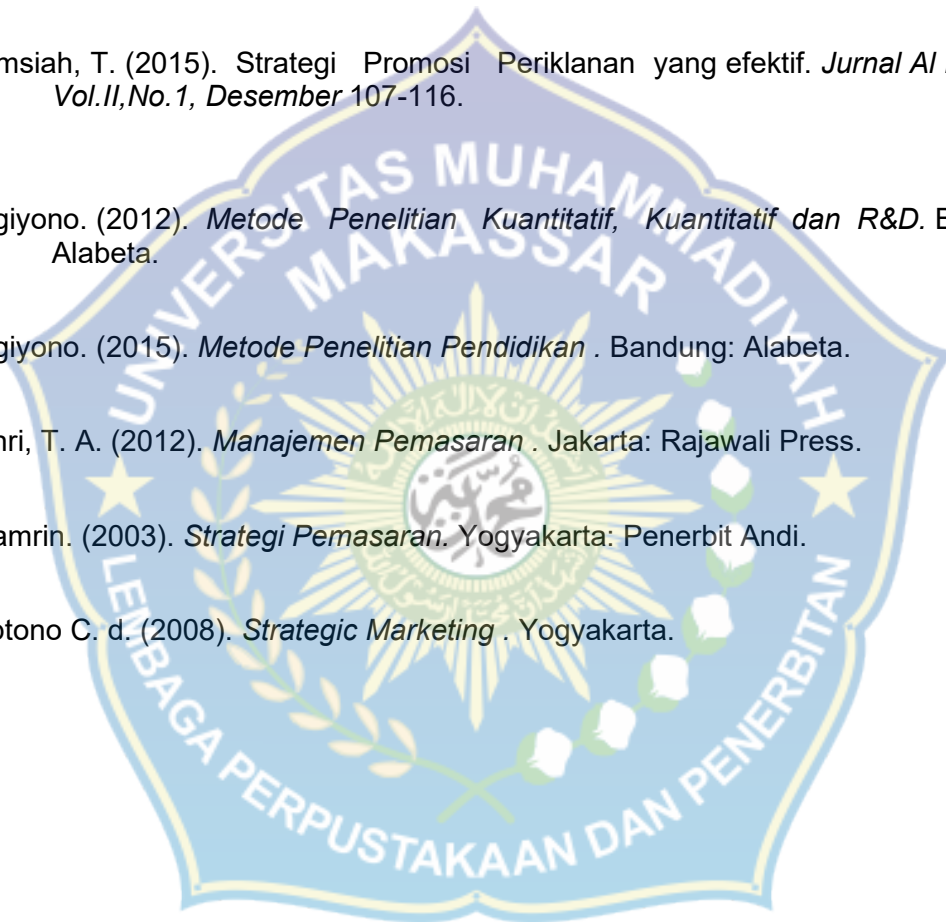 msiah, T. (2015). Strategi Promosi Periklanan yang efektif. Jurnal Al
Vol.II,No.1, Desember 107-116.
giyono. (2012). Metode Penelitian Kuantitatif, Kuantitatif dan R&D.
Alabeta.
giyono. (2015). Metode Penelitian Pendidikan . Bandung: Alabeta.
hri, T. A. (2012). Manajemen Pemasaran . Jakarta: Rajawali Press.
amrin. (2003). Strategi Pemasaran. Yogyakarta: Penerbit Andi.
otono C. d. (2008). Strategic Marketing . Yogyakarta.
UNIVERSITAS MUHAMMADIYAH
MAKASSAR
LEMBAGA PERPUSTAKAAN DAN PENERBITAN